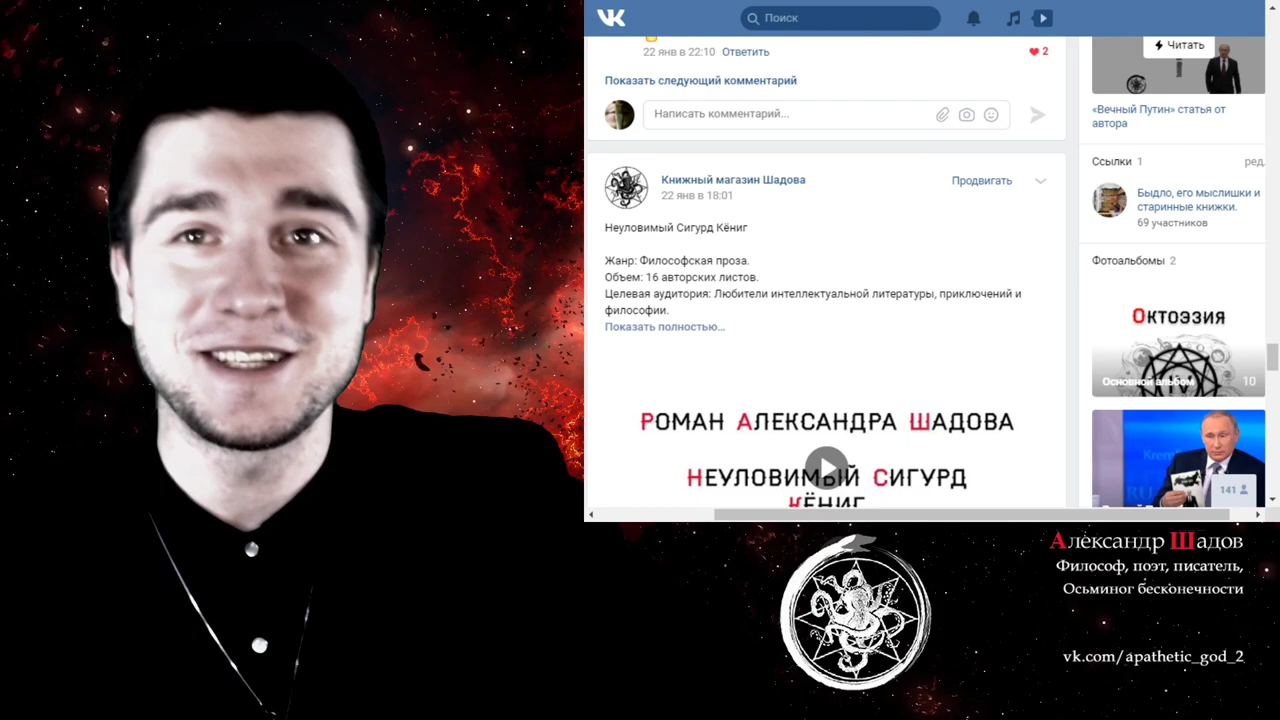 Поиск
22 янв в 22:10 Ответить
2
Показать следующий комментарий
Написать комментарий...
Книжный магазин Шадова
22 янв в 18:01
Продвигать
Неуловимый Сигурд Кёниг
Жанр: Философская проза.
Объем: 16 авторских листов.
Целевая аудитория: Любители интеллектуальной литературы, приключений и
философии.
Показать полностью...
РОМАН АЛЕКСАНДРА ШАДОВА
НЕУЛОВИМЫЙ СИГУРД
КЁНИГ
Читать
«Вечный Путин» статья от
автора
Ссылки 1
ред.
Быдло, его мыслишки и
старинные книжки.
69 участников
Фотоальбомы 2
ОКТОЭЗИЯ
Основной альбом 10
141
Александр Шадов
Философ, поэт, писатель,
Осьминог бесконечности
vk.com/apathetic_god_2